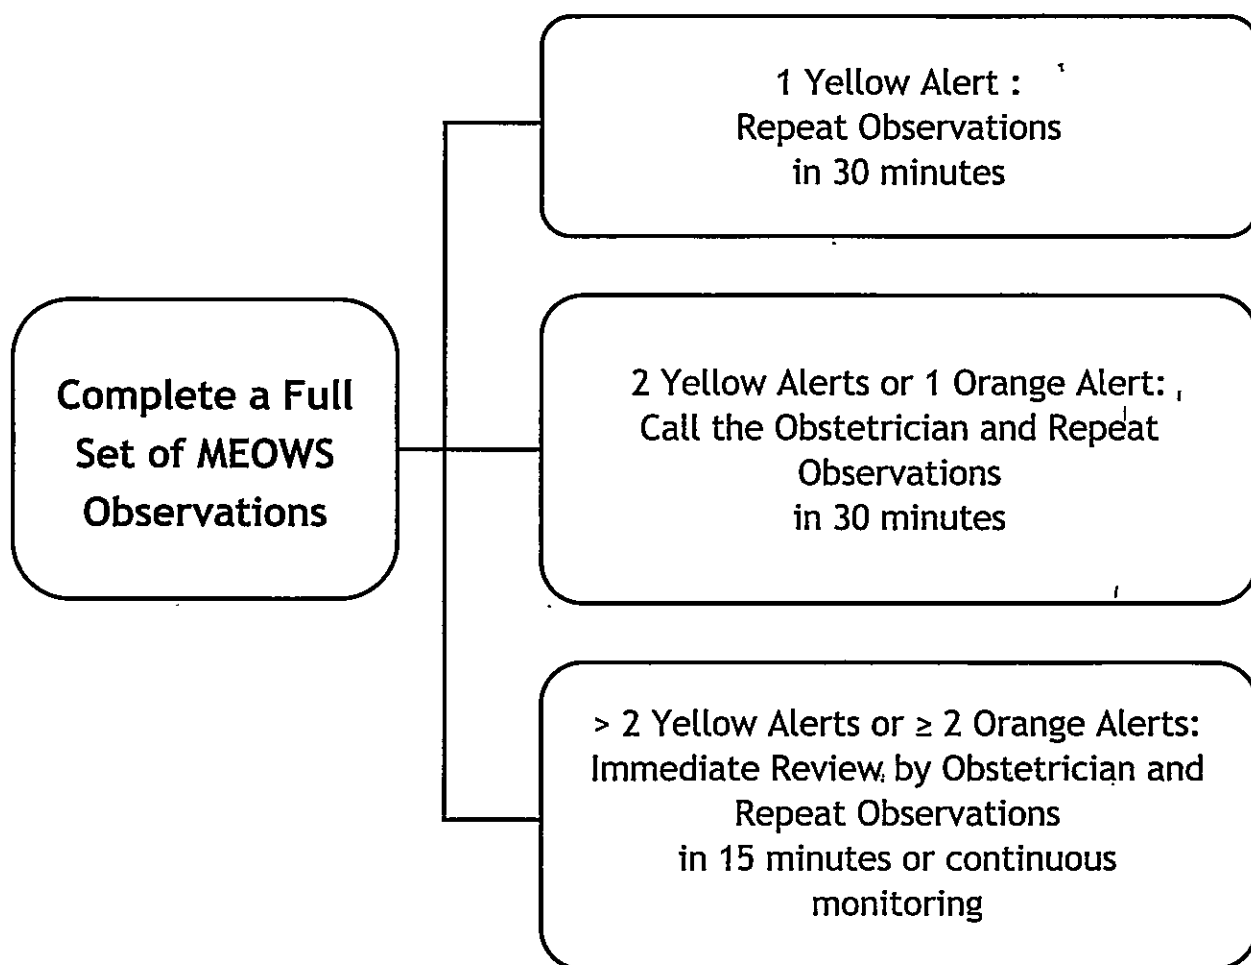 Complete a Full
Set of MEOWS
Observations
1 Yellow Alert :
Repeat Observations
in 30 minutes
2 Yellow Alerts or 1 Orange Alert:
Call the Obstetrician and Repeat
Observations
in 30 minutes
> 2 Yellow Alerts or ≥ 2 Orange Alerts:
Immediate Review by Obstetrician and
Repeat Observations
in 15 minutes or continuous
monitoring